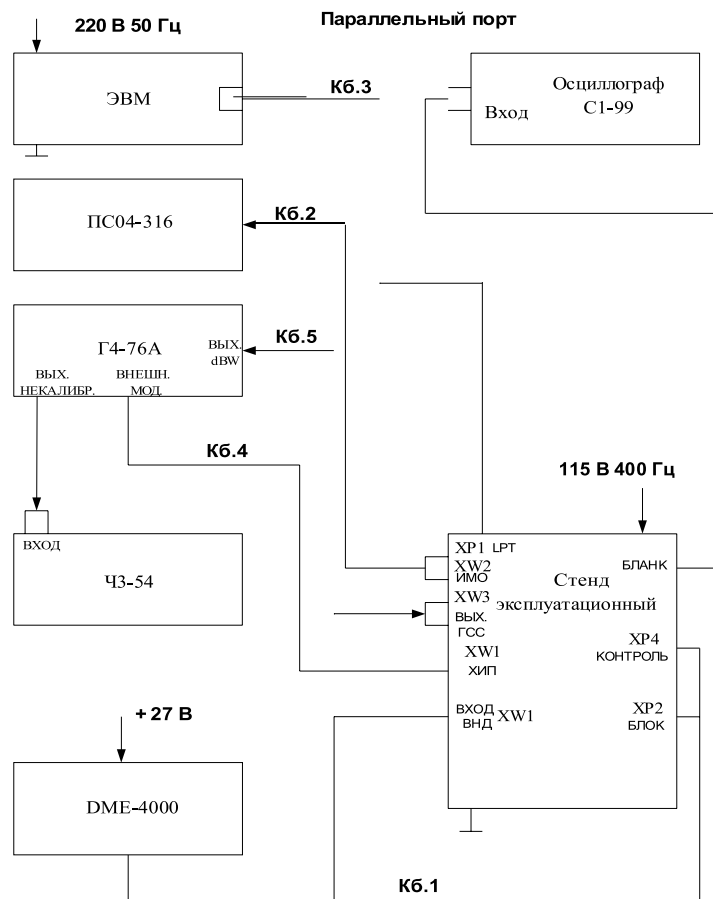 220 В 50 Гц
Параллельный порт
ЭВМ
Кб.3
Осциллограф
С1-99
Вход
ПС04-316
Кб.2
Г4-76А
ВЫХ.
dBW
Кб.5
ВЫХ.
НЕКАЛИБР.
ВНЕШН.
МОД.
Кб.4
115 В 400 Гц
ВХОД
Ч3-54
XP1 LPT
XW2
ИМО
БЛАНК
Стенд
эксплуатационный
XW3
ВЫХ.
ГСС
XW1
ХИП
XP4
КОНТРОЛЬ
ВХОД
ВНД
XW1
XP2
БЛОК
+ 27 В
DME-4000
Кб.1